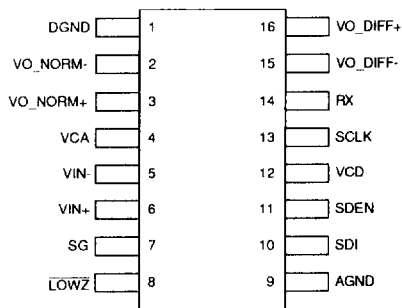 DGND 1 16 VO_DIFF+
VO_NORM- 2 15 VO_DIFF-
VO_NORM+ 3 14 RX
VCA 4 13 SCLK
VIN- 5 12 VCD
VIN+ 6 11 SDEN
SG 7 10 SDI
LOWZ 8 9 AGND